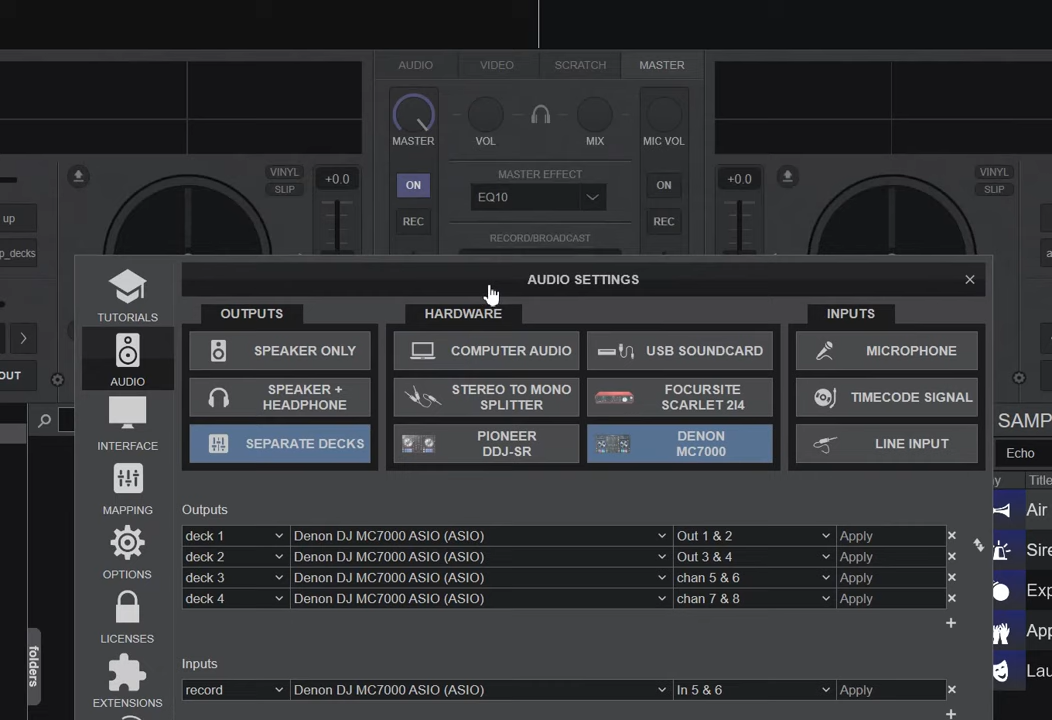 AUDIO VIDEO SCRATCH MASTER
MASTER VOL MIX MIC VOL
VINYL +0.0 +0.0 VINYL
SLIP SLIP
MASTER EFFECT
ON EQ10 ON
REC REC
RECORD/BROADCAST
up
p_decks
OUT
AUDIO SETTINGS
TUTORIALS
AUDIO
INTERFACE
MAPPING
OPTIONS
LICENSES
EXTENSIONS
OUTPUTS HARDWARE INPUTS
SPEAKER ONLY COMPUTER AUDIO USB SOUNDCARD MICROPHONE
SPEAKER + HEADPHONE STEREO TO MONO SPLITTER FOCURSITE SCARLET 2I4 TIMECODE SIGNAL
SEPARATE DECKS PIONEER DDJ-SR DENON MC7000 LINE INPUT
Outputs
deck 1 Denon DJ MC7000 ASIO (ASIO) Out 1 & 2 Apply
deck 2 Denon DJ MC7000 ASIO (ASIO) Out 3 & 4 Apply
deck 3 Denon DJ MC7000 ASIO (ASIO) chan 5 & 6 Apply
deck 4 Denon DJ MC7000 ASIO (ASIO) chan 7 & 8 Apply
Inputs
record Denon DJ MC7000 ASIO (ASIO) In 5 & 6 Apply
folders
SAMP
Echo
y Title
Air
Sire
Exp
App
Lau